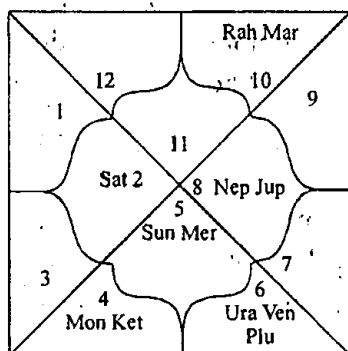 Rah Mar
12
10
1
9
11
Sat 2
8 Nep Jup
5
Sun Mer
3
7
4
6
Mon Ket
Ura Ven
Plu